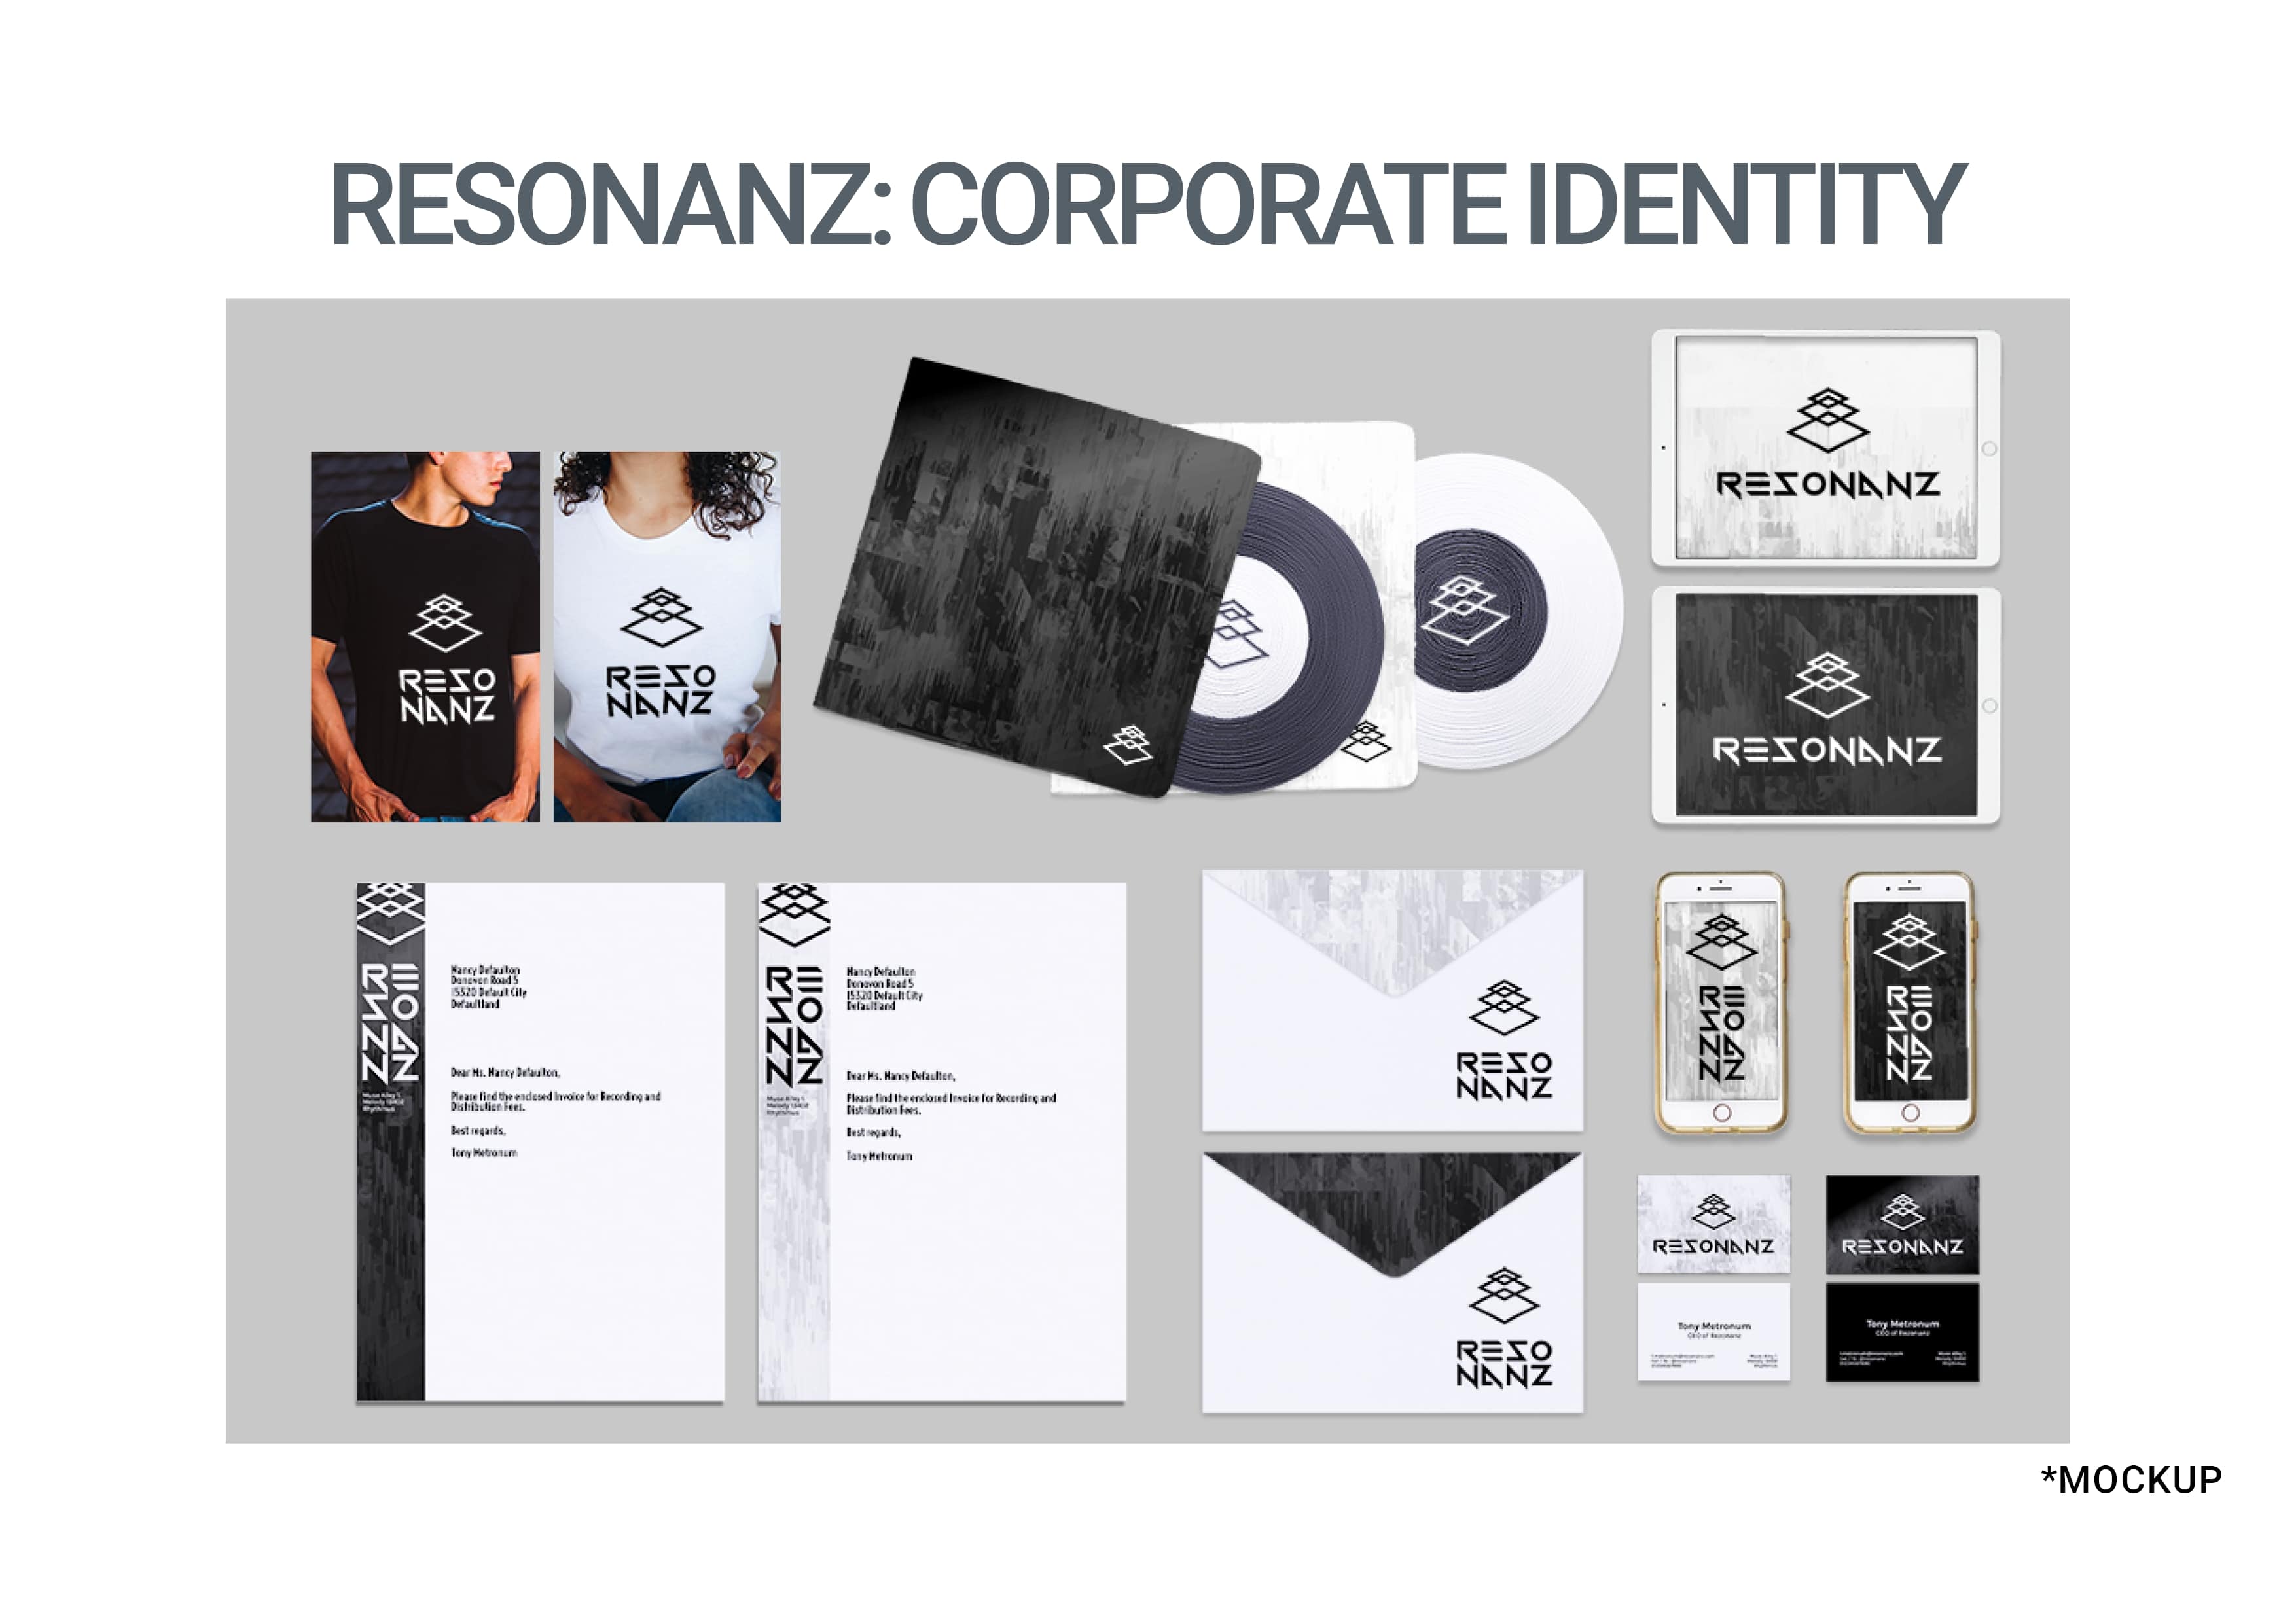 RESONANZ: CORPORATE IDENTITY
RESO
NANZ
RESO
NANZ
RESONANZ
RESONANZ
RE
SO
NA
NZ
Nancy Defaulton
Donovon Road 5
15320 Default City
Defaultland
Dear Ms. Nancy Defaulton,
Please find the enclosed Invoice for Recording and
Distribution Fees.
Best regards,
Tony Metronum
RE
SO
NA
NZ
Nancy Defaulton
Donovon Road 5
15320 Default City
Defaultland
Dear Ms. Nancy Defaulton,
Please find the enclosed Invoice for Recording and
Distribution Fees.
Best regards,
Tony Metronum
RESO
NANZ
RESO
NANZ
RE
SO
NA
NZ
RE
SO
NA
NZ
RESONANZ
RESONANZ
Tony Metronum
CEO of Resonanz
Tony Metronum
CEO of Resonanz
*MOCKUP